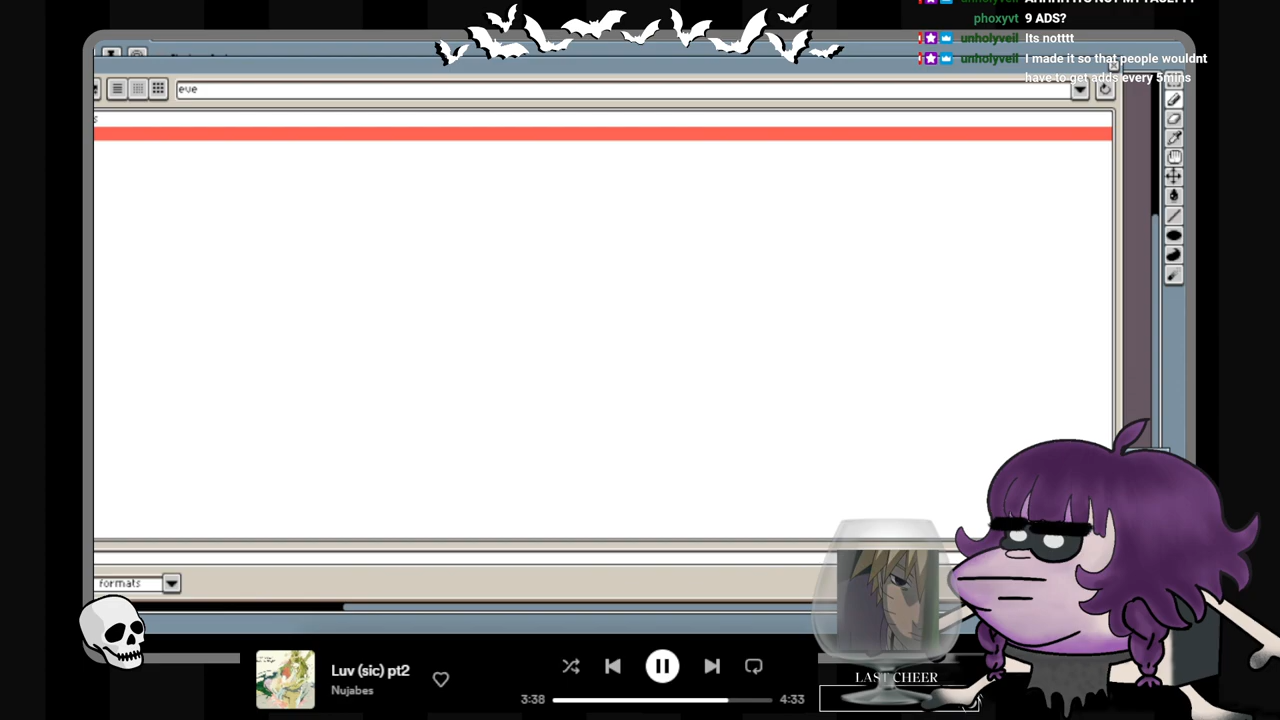 phoxyvt 9 ADS?
unholyveil Its notttt
unholyveil I made it so that people wouldnt
have to get adds every 5mins
eve
s
formats
Luv (sic) pt2
Nujabes
3:38
4:33
LAST CHEER